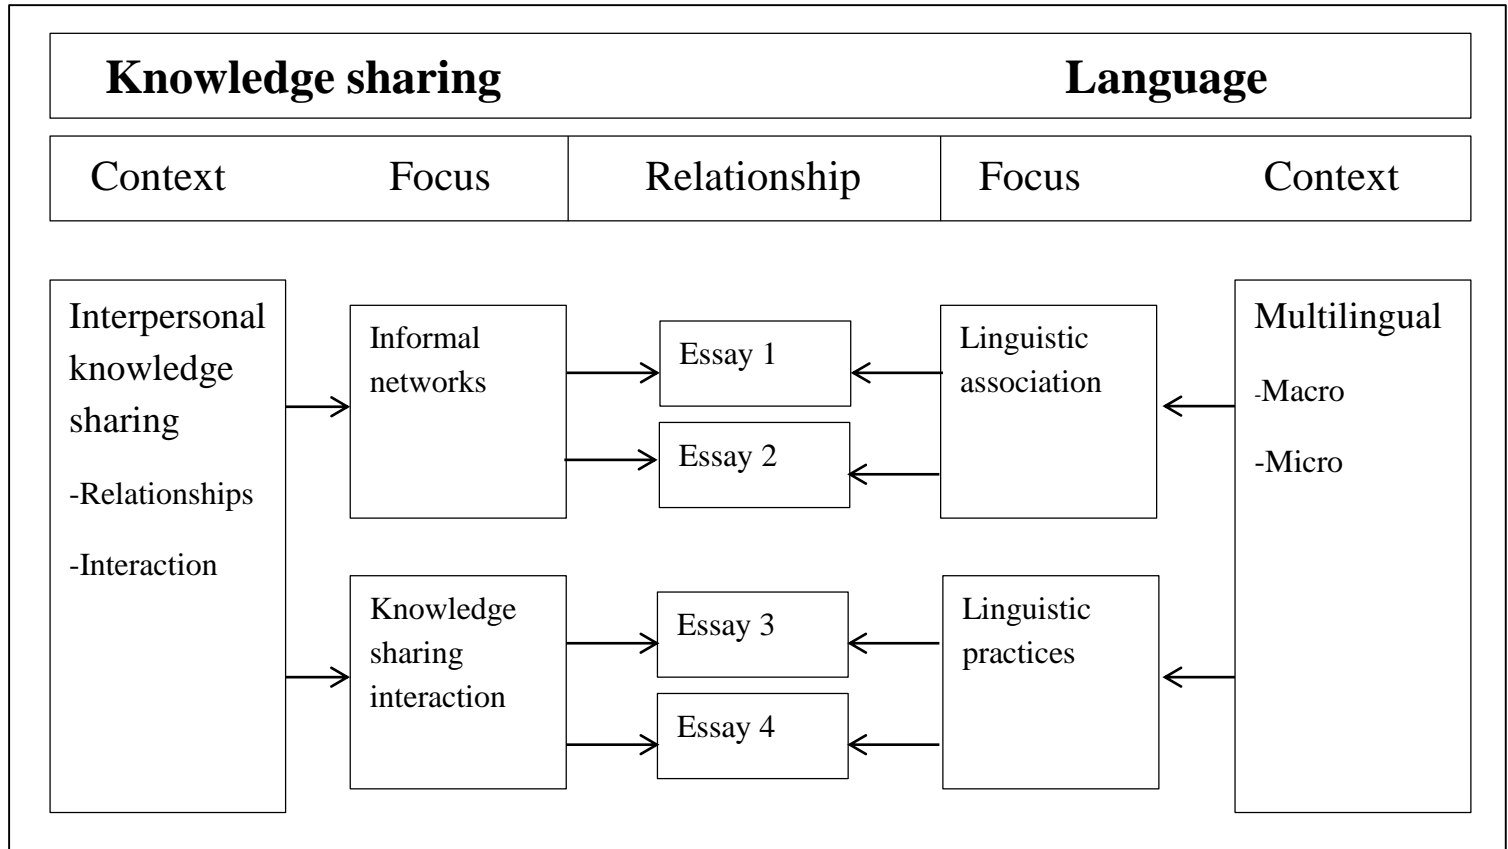 Knowledge sharing Language
Context Focus Relationship Focus Context
Interpersonal
knowledge
sharing
-Relationships
-Interaction
Informal
networks
Knowledge
sharing
interaction
Essay 1
Essay 2
Essay 3
Essay 4
Linguistic
association
Linguistic
practices
Multilingual
-Macro
-Micro